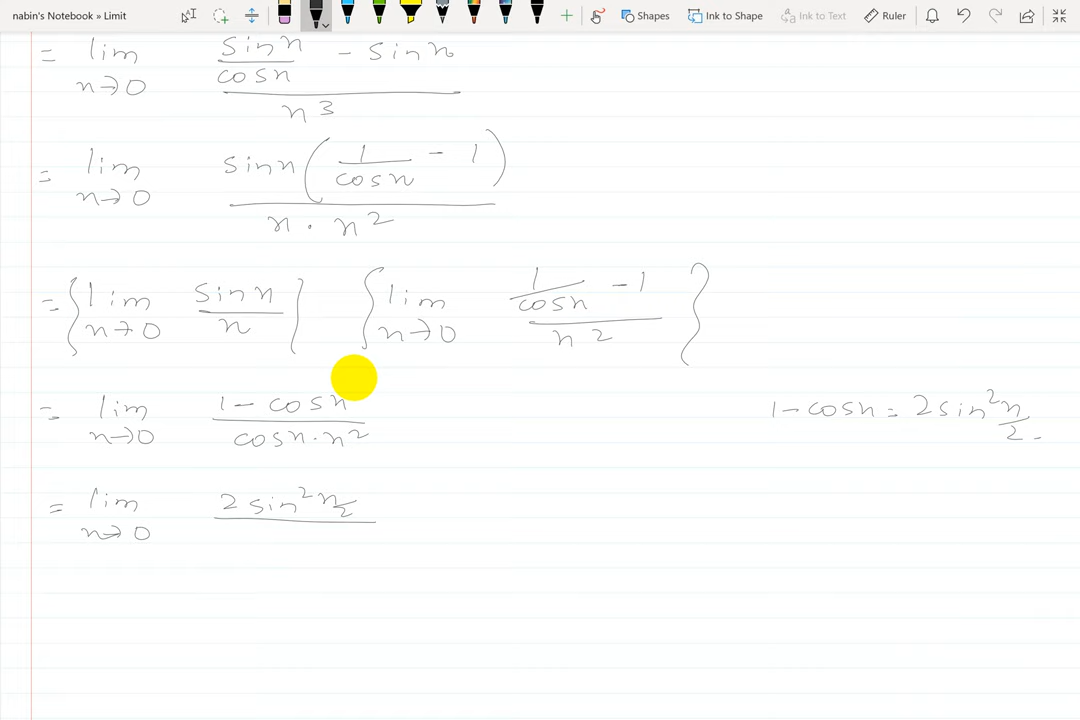 nabin's Notebook » Limit
Shapes
Ink to Shape
Ink to Text
Ruler
= lim n→0 (sin n / cos n - sin n) / n³
= lim n→0 sin n (1 / cos n - 1) / n · n²
= {lim n→0 sin n / n} {lim n→0 (1 / cos n - 1) / n²}
= lim n→0 1 - cos n / cos n · n²
1 - cos n = 2 sin² n/2 .
= lim n→0 2 sin² n/2